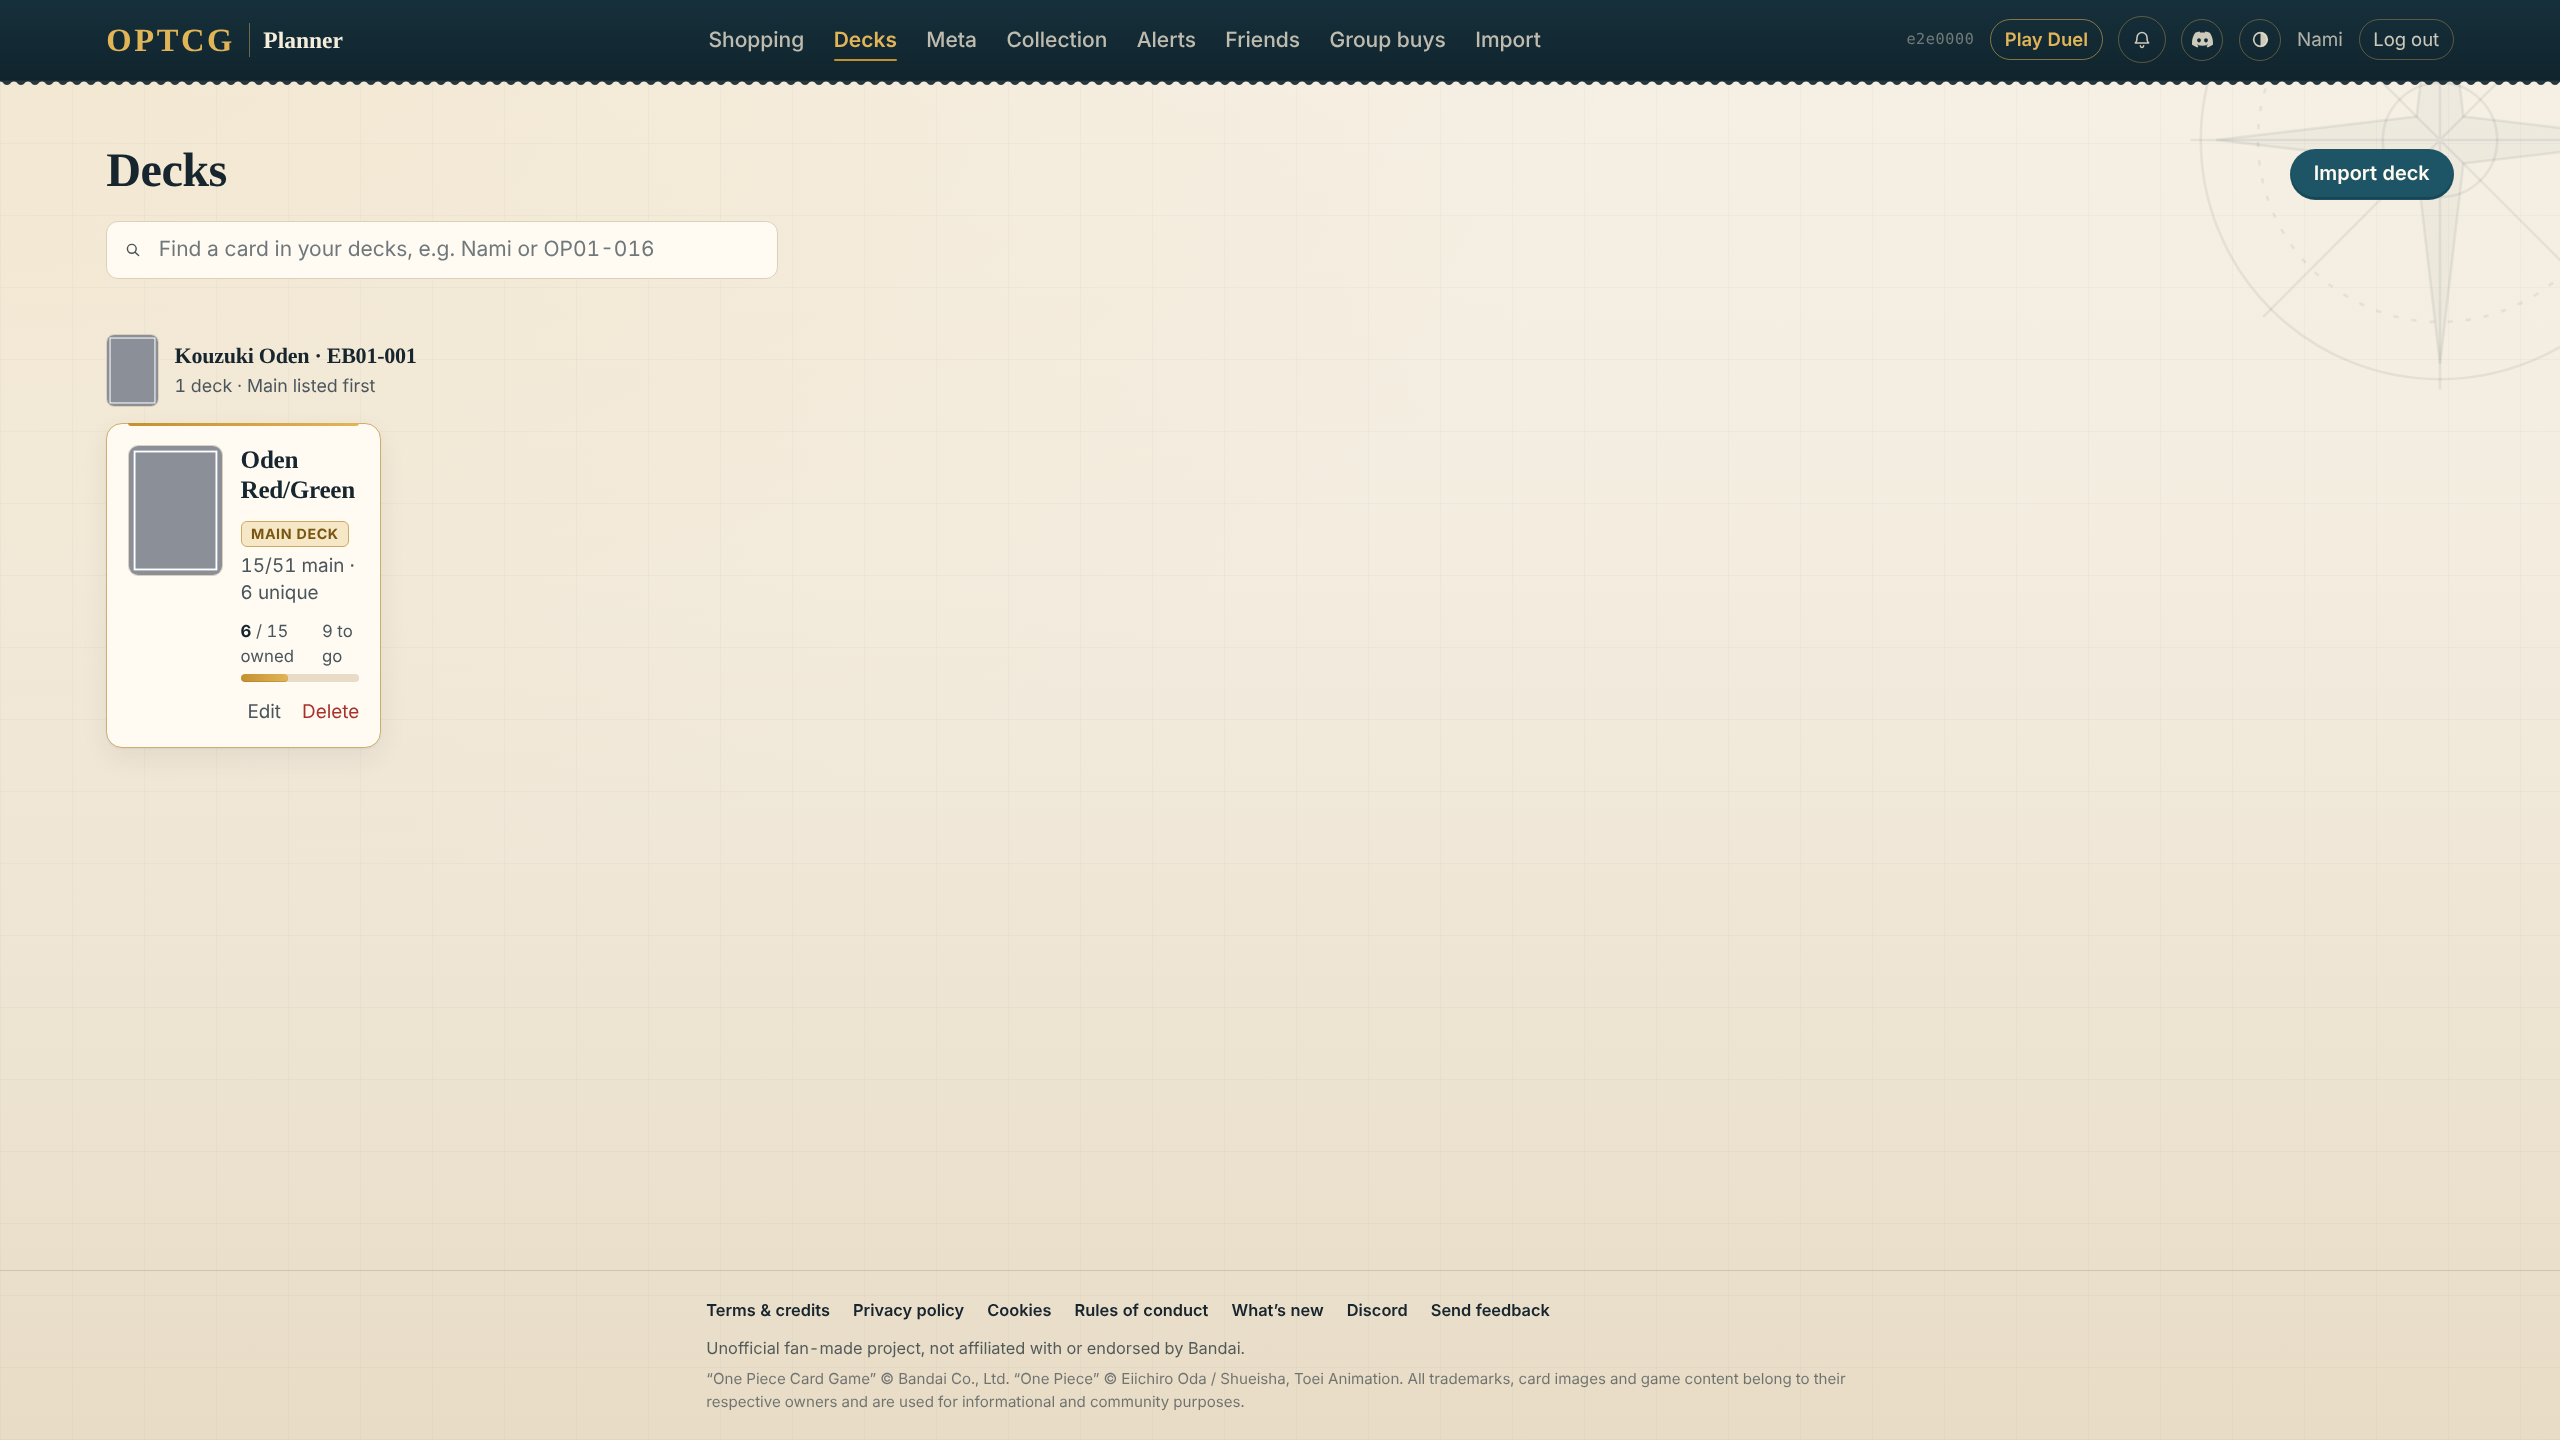 OPTCG Planner
Shopping Decks Meta Collection Alerts Friends Group buys Import
e2e0000 Play Duel Nami Log out
Decks
Import deck
Find a card in your decks, e.g. Nami or OP01-016
Kouzuki Oden · EB01-001
1 deck · Main listed first
Oden
Red/Green
MAIN DECK
15/51 main ·
6 unique
6 / 15
owned
9 to
go
Edit Delete
Terms & credits Privacy policy Cookies Rules of conduct What’s new Discord Send feedback
Unofficial fan-made project, not affiliated with or endorsed by Bandai.
“One Piece Card Game” © Bandai Co., Ltd. “One Piece” © Eiichiro Oda / Shueisha, Toei Animation. All trademarks, card images and game content belong to their
respective owners and are used for informational and community purposes.